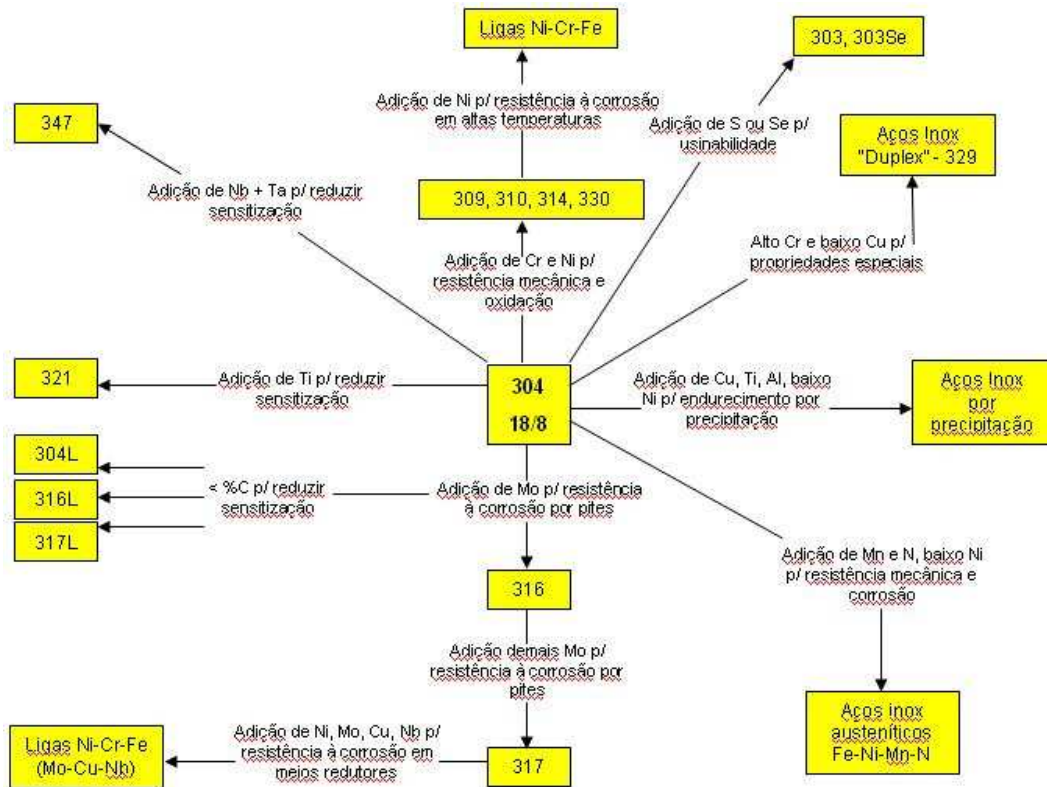 Ligas Ni-Cr-Fe
303, 303Se
347
Adição de Ni p/ resistência à corrosão
em altas temperaturas
Adição de S ou Se p/
usinabilidade
Aços Inox
"Duplex" - 329
Adição de Nb + Ta p/ reduzir
sensitização
309, 310, 314, 330
Alto Cr e baixo Cu p/
propriedades especiais
Adição de Cr e Ni p/
resistência mecânica e
oxidação
321
Adição de Ti p/ reduzir
sensitização
304
18/8
Adição de Cu, Ti, Al, baixo
Ni p/ endurecimento por
precipitação
Aços Inox
por
precipitação
304L
316L
317L
< %C p/ reduzir
sensitização
Adição de Mo p/ resistência
à corrosão por pites
Adição de Mn e N, baixo Ni
p/ resistência mecânica e
corrosão
316
Adição demais Mo p/
resistência à corrosão por
pites
Aços inox
austeníticos
Fe-Ni-Mn-N
Ligas Ni-Cr-Fe
(Mo-Cu-Nb)
Adição de Ni, Mo, Cu, Nb p/
resistência à corrosão em
meios redutores
317